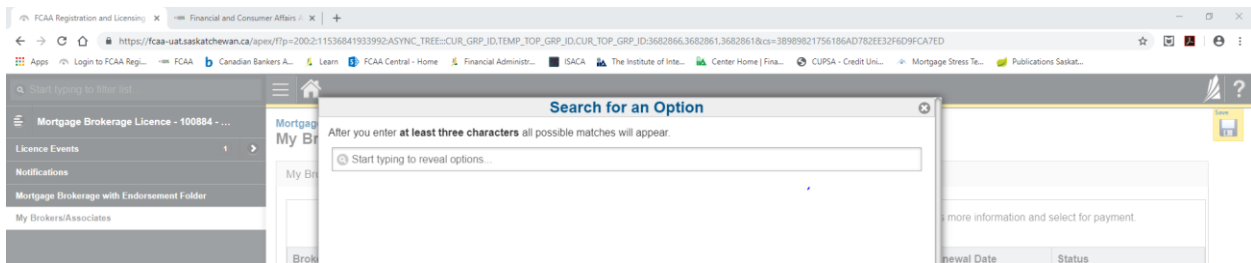 FCAA Registration and Licensing
Financial and Consumer Affairs A
https://fcaa-uat.saskatchewan.ca/apex/f?p=200:2:11536841933992:ASYNC_TREE:::CUR_GRP_ID,TEMP_TOP_GRP_ID,CUR_TOP_GRP_ID:3682866,3682861,3682861&cs=38989821756186AD782EE32F6D9FCA7ED
Apps Login to FCAA Regi... FCAA Canadian Bankers A... Learn FCAA Central - Home Financial Administr... ISACA The Institute of Inte... Center Home | Fina... CUPSA - Credit Uni... Mortgage Stress Te... Publications Saskat...
Start typing to filter list
Save
Search for an Option
Mortgage Brokerage Licence - 100884 - ...
Mortgag
After you enter at least three characters all possible matches will appear.
My Br
Licence Events 1
Start typing to reveal options...
Notifications
My Bro
Mortgage Brokerage with Endorsement Folder
My Brokers/Associates
s more information and select for payment.
Broke
newal Date
Status